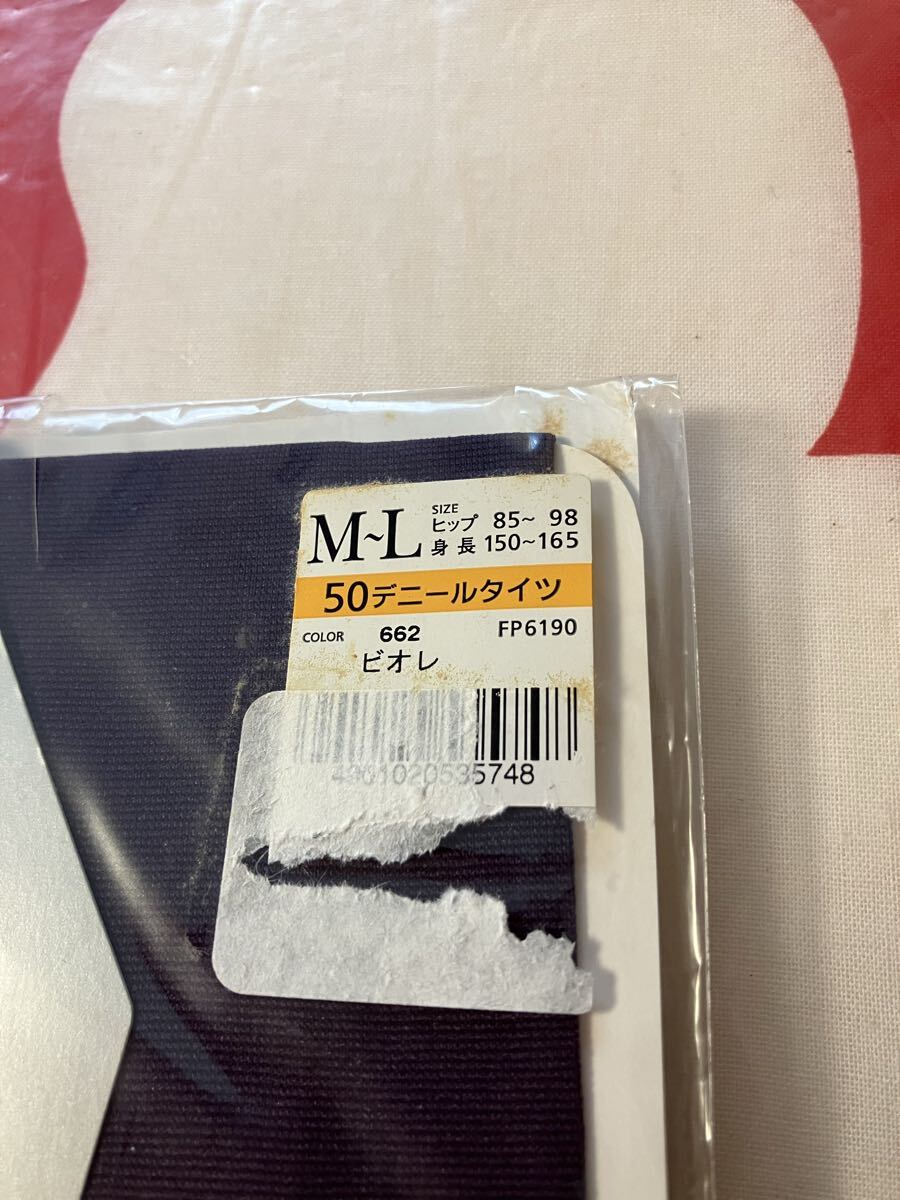 M~L
SIZE
ヒップ 85~ 98
身長 150~165
50デニールタイツ
COLOR 662 FP6190
ビオレ
4961020535748